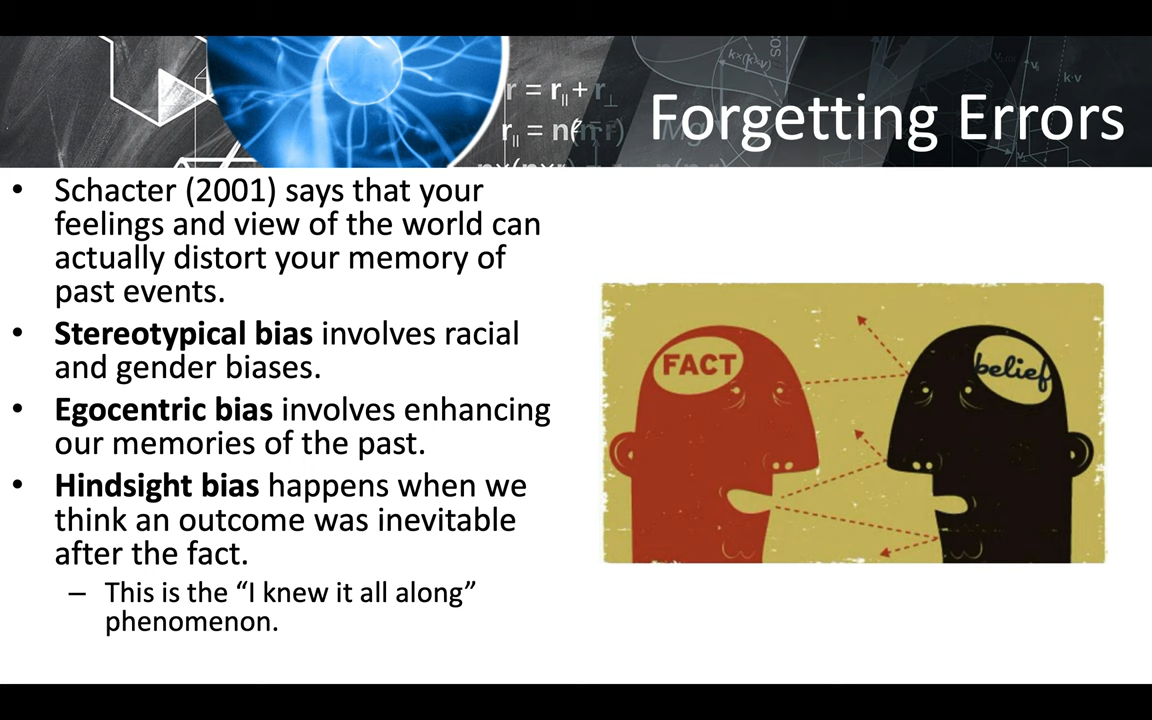 r = r||+ r⊥
Forgetting Errors
• Schacter (2001) says that your
feelings and view of the world can
actually distort your memory of
past events.
• Stereotypical bias involves racial
and gender biases.
• Egocentric bias involves enhancing
our memories of the past.
• Hindsight bias happens when we
think an outcome was inevitable
after the fact.
– This is the “I knew it all along”
phenomenon.
FACT
belief